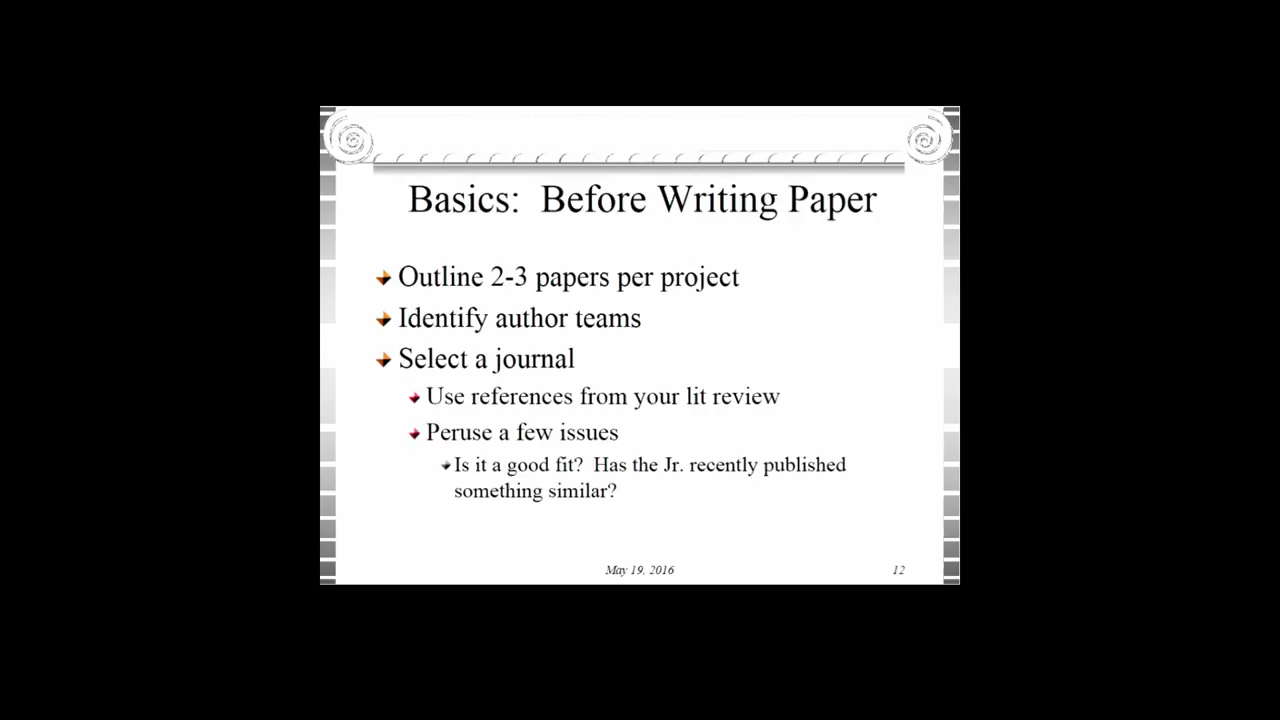 Basics:  Before Writing Paper
Outline 2-3 papers per project
Identify author teams
Select a journal
Use references from your lit review
Peruse a few issues
Is it a good fit?  Has the Jr. recently published
something similar?
May 19, 2016
12